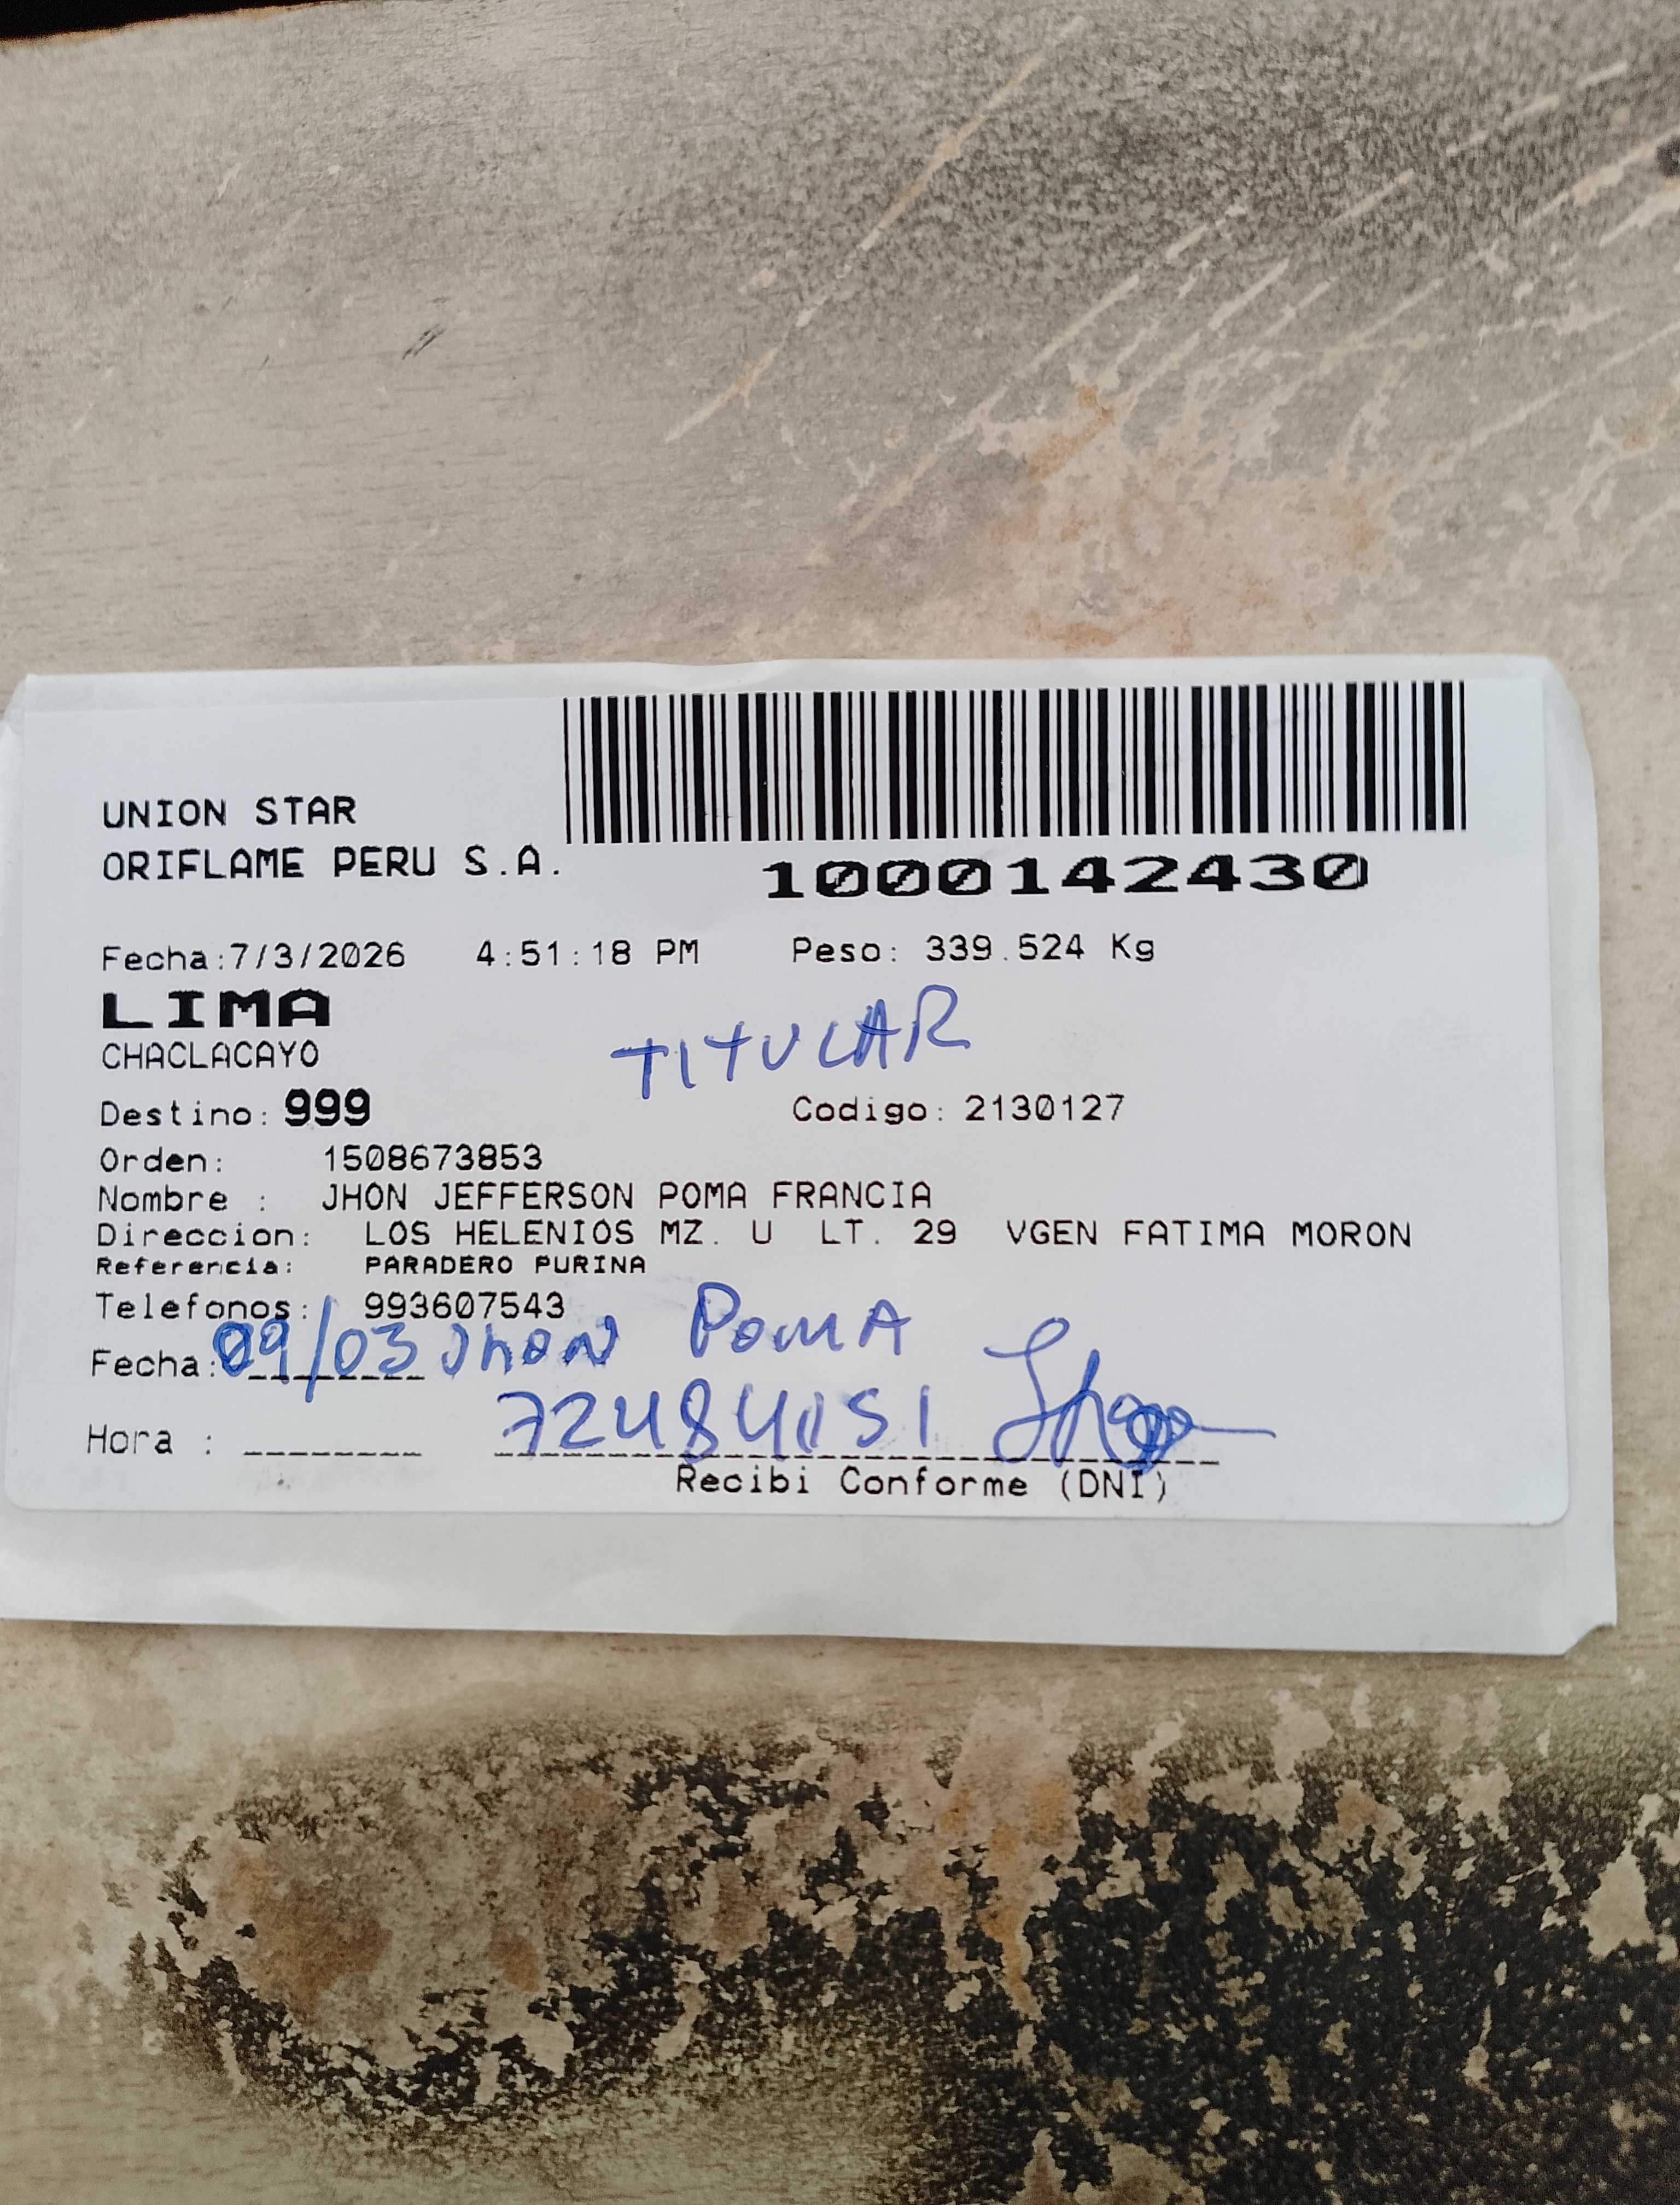 UNION STAR
ORIFLAME PERU S.A.
1000142430
Fecha:7/3/2026 4:51:18 PM Peso: 339.524 Kg
LIMA
CHACLACAYO
TITULAR
Destino: 999 Codigo: 2130127
Orden: 1508673853
Nombre : JHON JEFFERSON POMA FRANCIA
Direccion: LOS HELENIOS MZ. U LT. 29 VGEN FATIMA MORON
Referencia: PARADERO PURINA
Telefonos: 993607543
Fecha: 09/03 Jhon POMA
Hora :
Recibi Conforme (DNI)